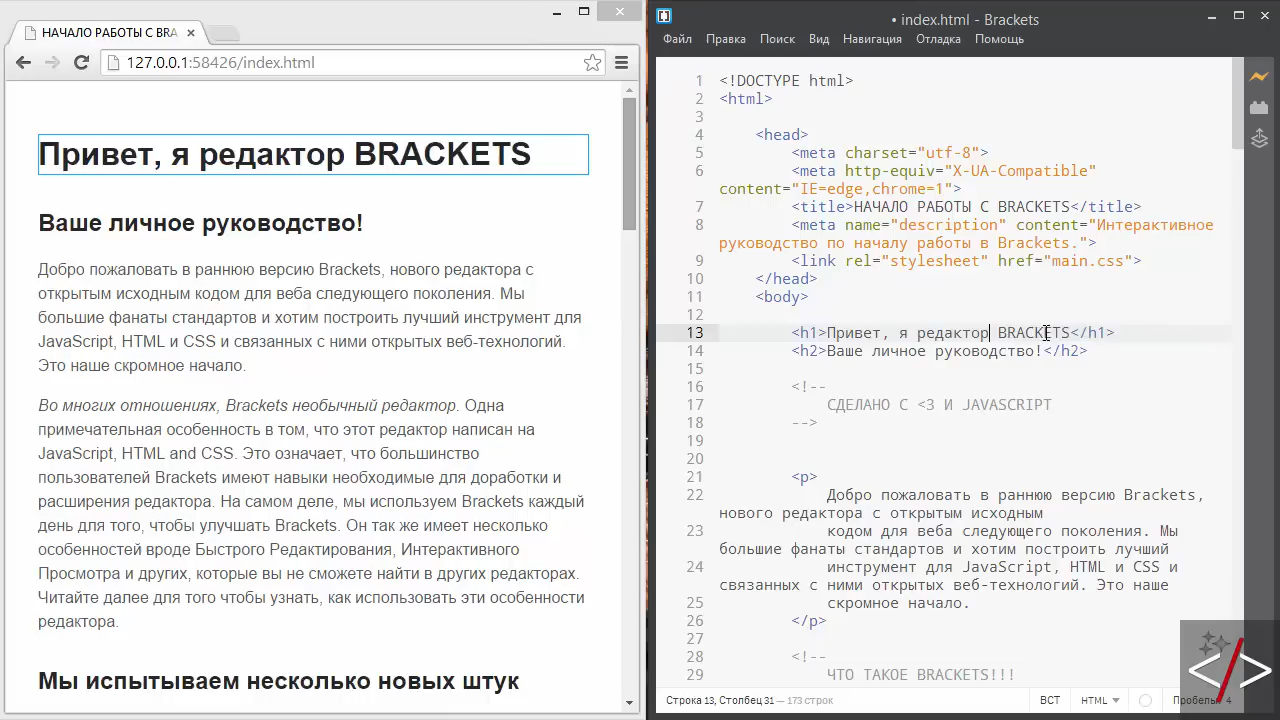 НАЧАЛО РАБОТЫ С BRA
127.0.0.1:58426/index.html
Привет, я редактор BRACKETS
Ваше личное руководство!
Добро пожаловать в раннюю версию Brackets, нового редактора с
открытым исходным кодом для веба следующего поколения. Мы
большие фанаты стандартов и хотим построить лучший инструмент для
JavaScript, HTML и CSS и связанных с ними открытых веб-технологий.
Это наше скромное начало.
Во многих отношениях, Brackets необычный редактор. Одна
примечательная особенность в том, что этот редактор написан на
JavaScript, HTML and CSS. Это означает, что большинство
пользователей Brackets имеют навыки необходимые для доработки и
расширения редактора. На самом деле, мы используем Brackets каждый
день для того, чтобы улучшать Brackets. Он так же имеет несколько
особенностей вроде Быстрого Редактирования, Интерактивного
Просмотра и других, которые вы не сможете найти в других редакторах.
Читайте далее для того чтобы узнать, как использовать эти особенности
редактора.
Мы испытываем несколько новых штук
• index.html - Brackets
Файл Правка Поиск Вид Навигация Отладка Помощь
1 <!DOCTYPE html>
2 <html>
3
4 <head>
5 <meta charset="utf-8">
6 <meta http-equiv="X-UA-Compatible"
content="IE=edge,chrome=1">
7 <title>НАЧАЛО РАБОТЫ С BRACKETS</title>
8 <meta name="description" content="Интерактивное
руководство по началу работы в Brackets.">
9 <link rel="stylesheet" href="main.css">
10 </head>
11 <body>
12
13 <h1>Привет, я редактор BRACKETS</h1>
14 <h2>Ваше личное руководство!</h2>
15
16 <!--
17 СДЕЛАНО С <3 И JAVASCRIPT
18 -->
19
20
21 <p>
22 Добро пожаловать в раннюю версию Brackets,
нового редактора с открытым исходным
23 кодом для веба следующего поколения. Мы
большие фанаты стандартов и хотим построить лучший
24 инструмент для JavaScript, HTML и CSS и
связанных с ними открытых веб-технологий. Это наше
25 скромное начало.
26 </p>
27
28 <!--
29 ЧТО ТАКОЕ BRACKETS!!!
Строка 13, Столбец 31 — 173 строк ВСТ HTML Пробелы: 4